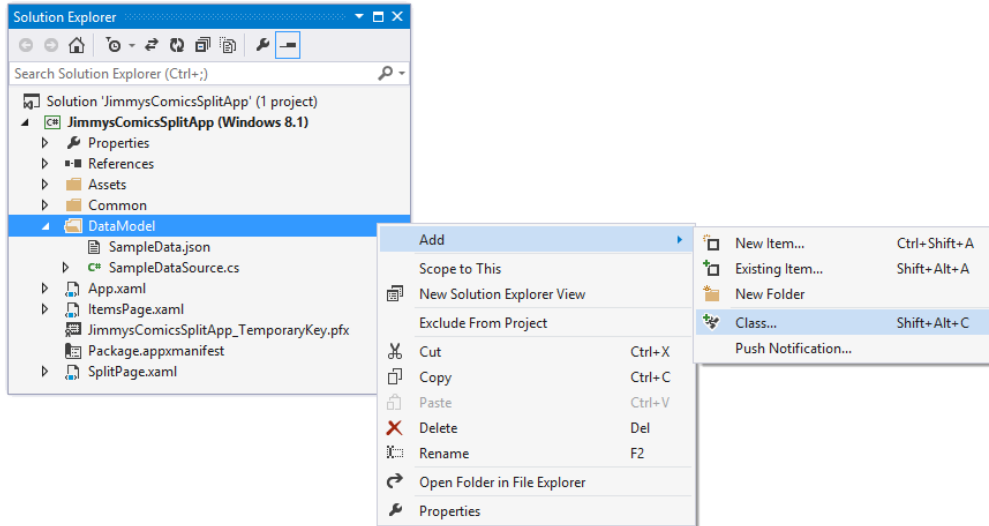 Solution Explorer
Search Solution Explorer (Ctrl+;)
Solution 'JimmysComicsSplitApp' (1 project)
C# JimmysComicsSplitApp (Windows 8.1)
Properties
References
Assets
Common
DataModel
SampleData.json
C# SampleDataSource.cs
App.xaml
ItemsPage.xaml
JimmysComicsSplitApp_TemporaryKey.pfx
Package.appxmanifest
SplitPage.xaml
Add
Scope to This
New Solution Explorer View
Exclude From Project
Cut Ctrl+X
Copy Ctrl+C
Paste Ctrl+V
Delete Del
Rename F2
Open Folder in File Explorer
Properties
New Item... Ctrl+Shift+A
Existing Item... Shift+Alt+A
New Folder
Class... Shift+Alt+C
Push Notification...